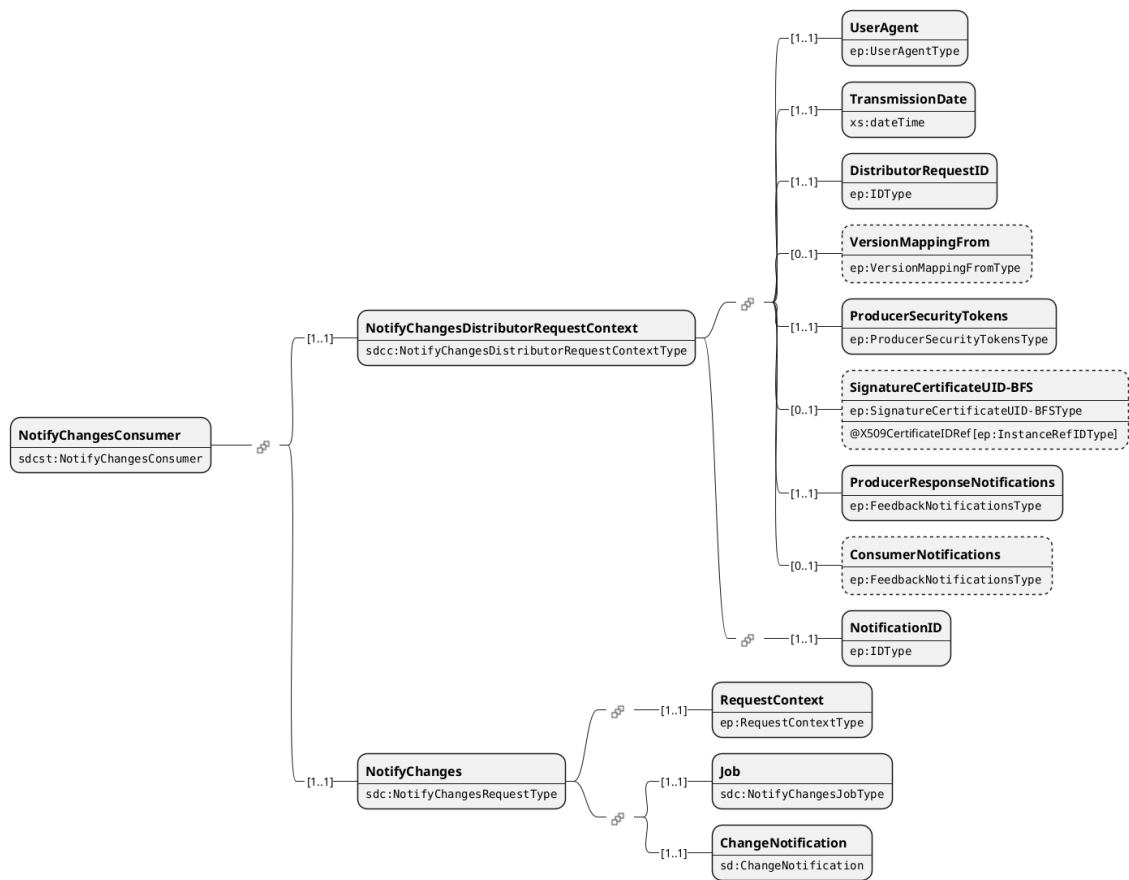 [1..1]
UserAgent
ep:UserAgentType
[1..1]
TransmissionDate
xs:dateTime
[1..1]
DistributorRequestID
ep:IDType
[0..1]
VersionMappingFrom
ep:VersionMappingFromType
[1..1]
NotifyChangesDistributorRequestContext
sdcc:NotifyChangesDistributorRequestContextType
[1..1]
ProducerSecurityTokens
ep:ProducerSecurityTokensType
[0..1]
SignatureCertificateUID-BFS
ep:SignatureCertificateUID-BFSType
@X509CertificateIDRef [ep:InstanceRefIDType]
NotifyChangesConsumer
sdcst:NotifyChangesConsumer
[1..1]
ProducerResponseNotifications
ep:FeedbackNotificationsType
[0..1]
ConsumerNotifications
ep:FeedbackNotificationsType
[1..1]
NotificationID
ep:IDType
[1..1]
RequestContext
ep:RequestContextType
[1..1]
NotifyChanges
sdc:NotifyChangesRequestType
[1..1]
Job
sdc:NotifyChangesJobType
[1..1]
ChangeNotification
sd:ChangeNotification